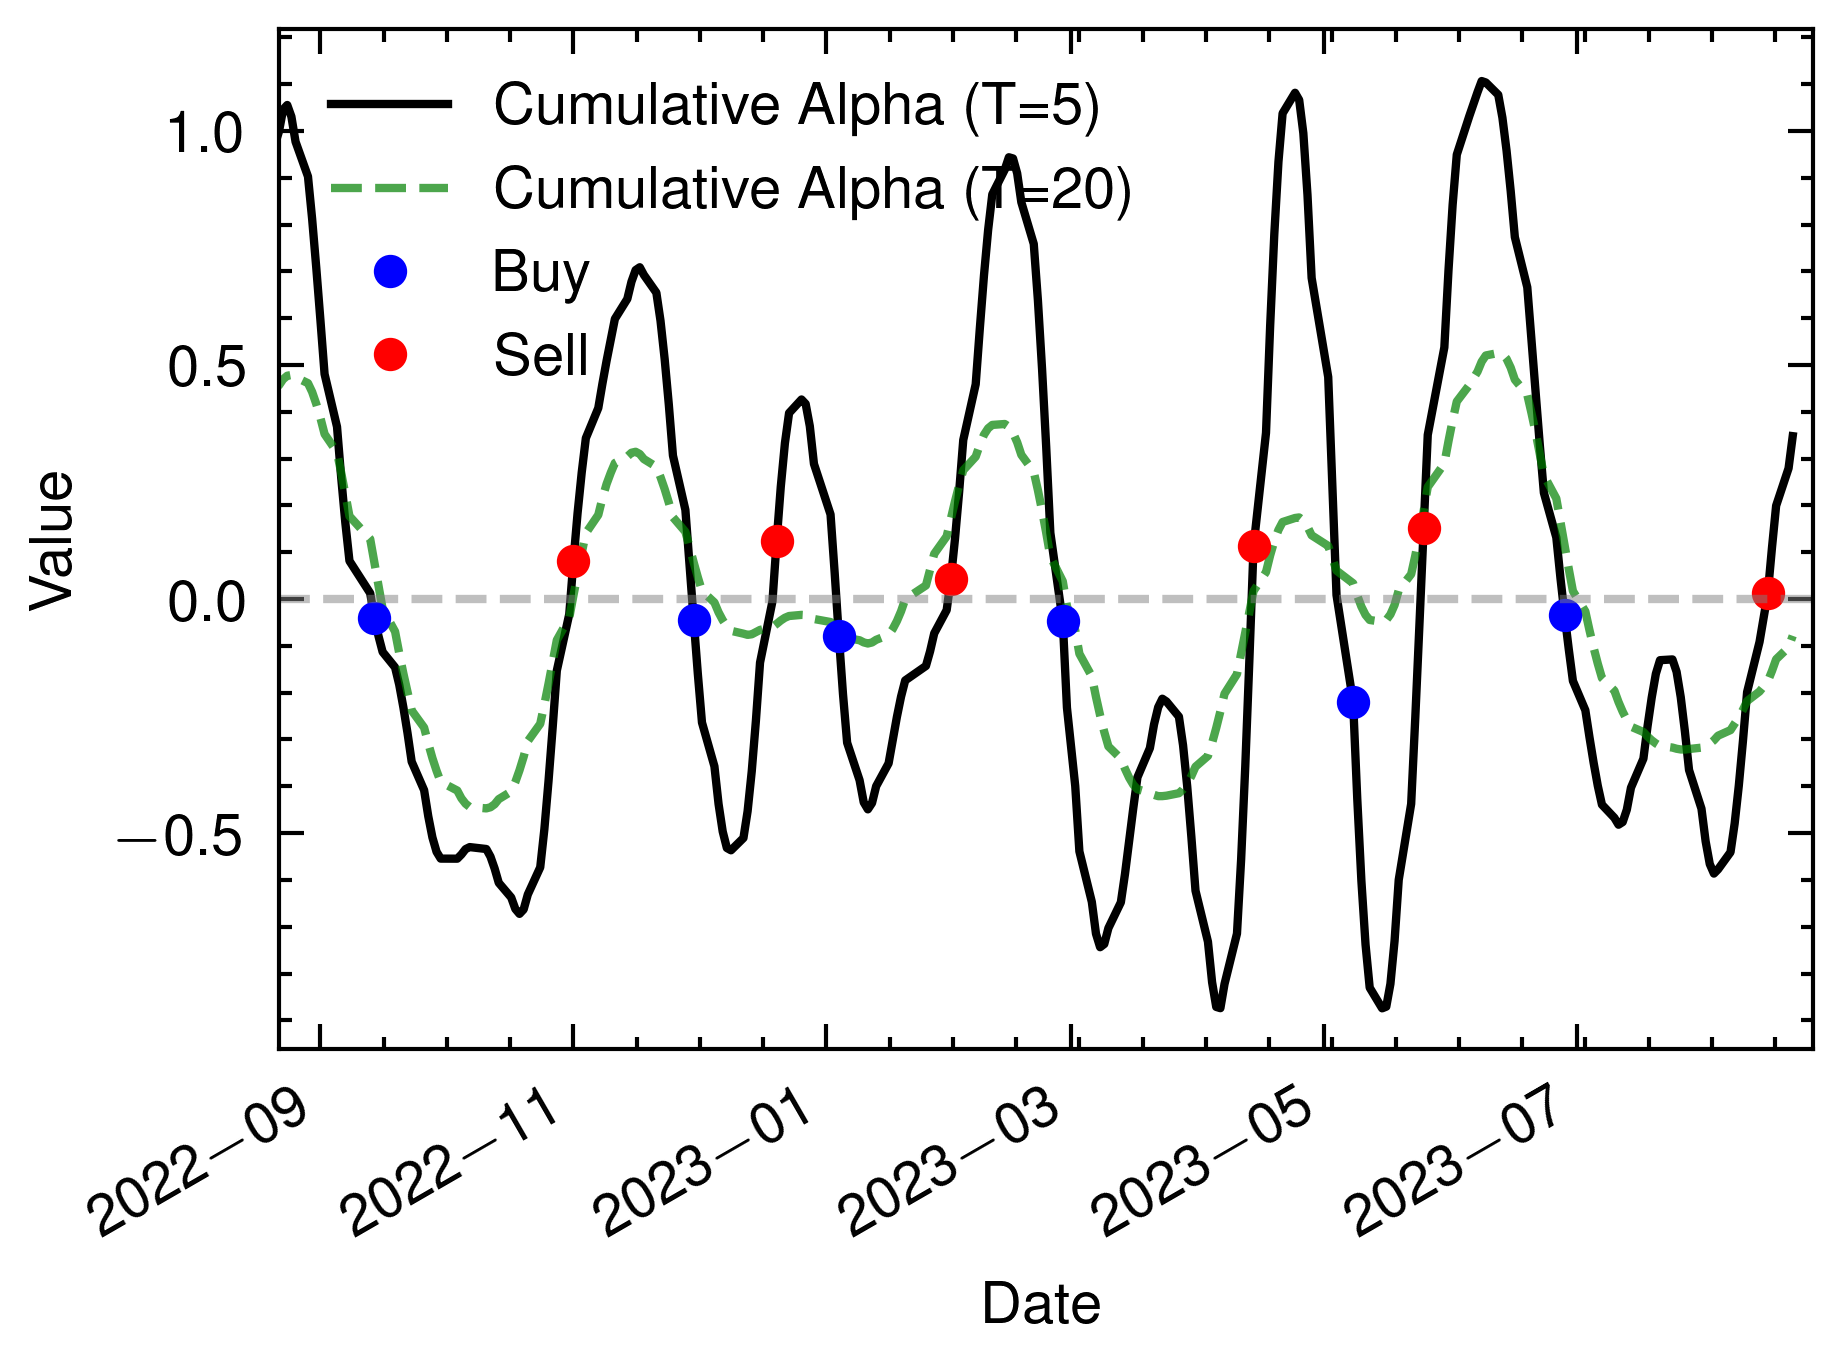 Cumulative Alpha (T=5)
Cumulative Alpha (T=20)
Buy
Sell
1.0
0.5
0.0
−0.5
Value
2022−09
2022−11
2023−01
2023−03
2023−05
2023−07
Date